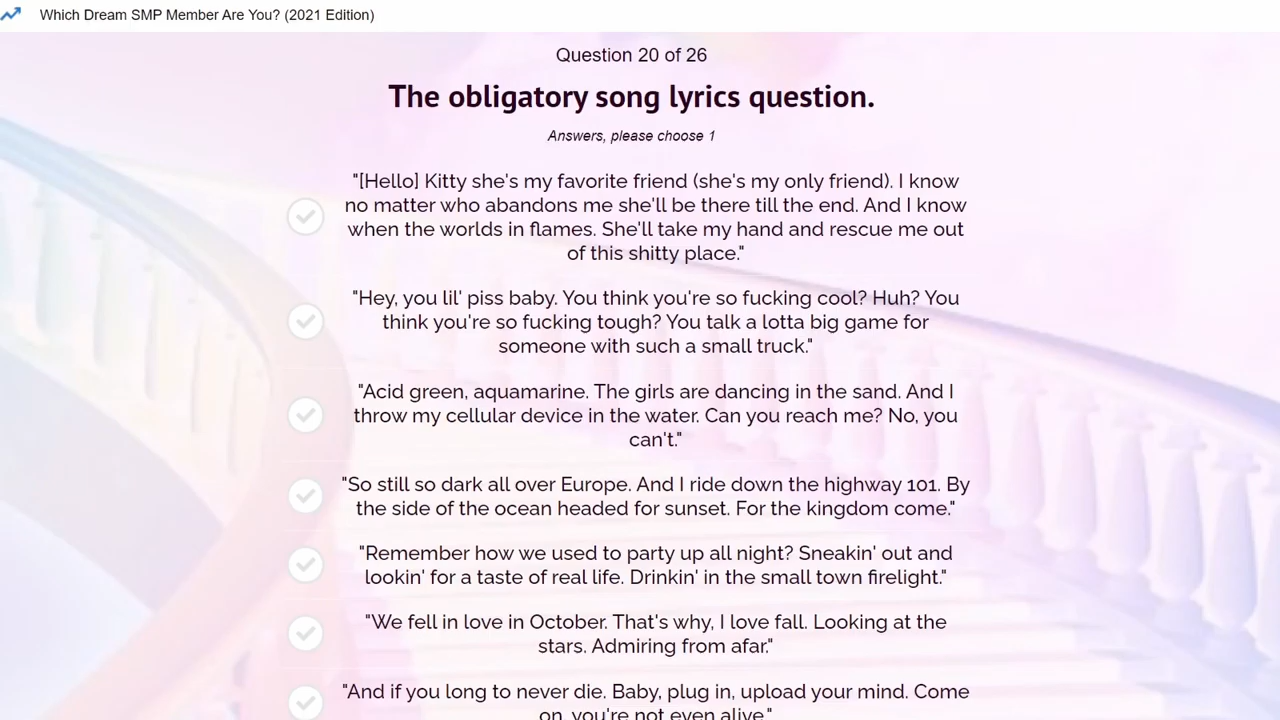 Which Dream SMP Member Are You? (2021 Edition)
Question 20 of 26
The obligatory song lyrics question.
Answers, please choose 1
"[Hello] Kitty she's my favorite friend (she's my only friend). I know
no matter who abandons me she'll be there till the end. And I know
when the worlds in flames. She'll take my hand and rescue me out
of this shitty place."
"Hey, you lil' piss baby. You think you're so fucking cool? Huh? You
think you're so fucking tough? You talk a lotta big game for
someone with such a small truck."
"Acid green, aquamarine. The girls are dancing in the sand. And I
throw my cellular device in the water. Can you reach me? No, you
can't."
"So still so dark all over Europe. And I ride down the highway 101. By
the side of the ocean headed for sunset. For the kingdom come."
"Remember how we used to party up all night? Sneakin' out and
lookin' for a taste of real life. Drinkin' in the small town firelight."
"We fell in love in October. That's why, I love fall. Looking at the
stars. Admiring from afar."
"And if you long to never die. Baby, plug in, upload your mind. Come
on, you're not even alive."